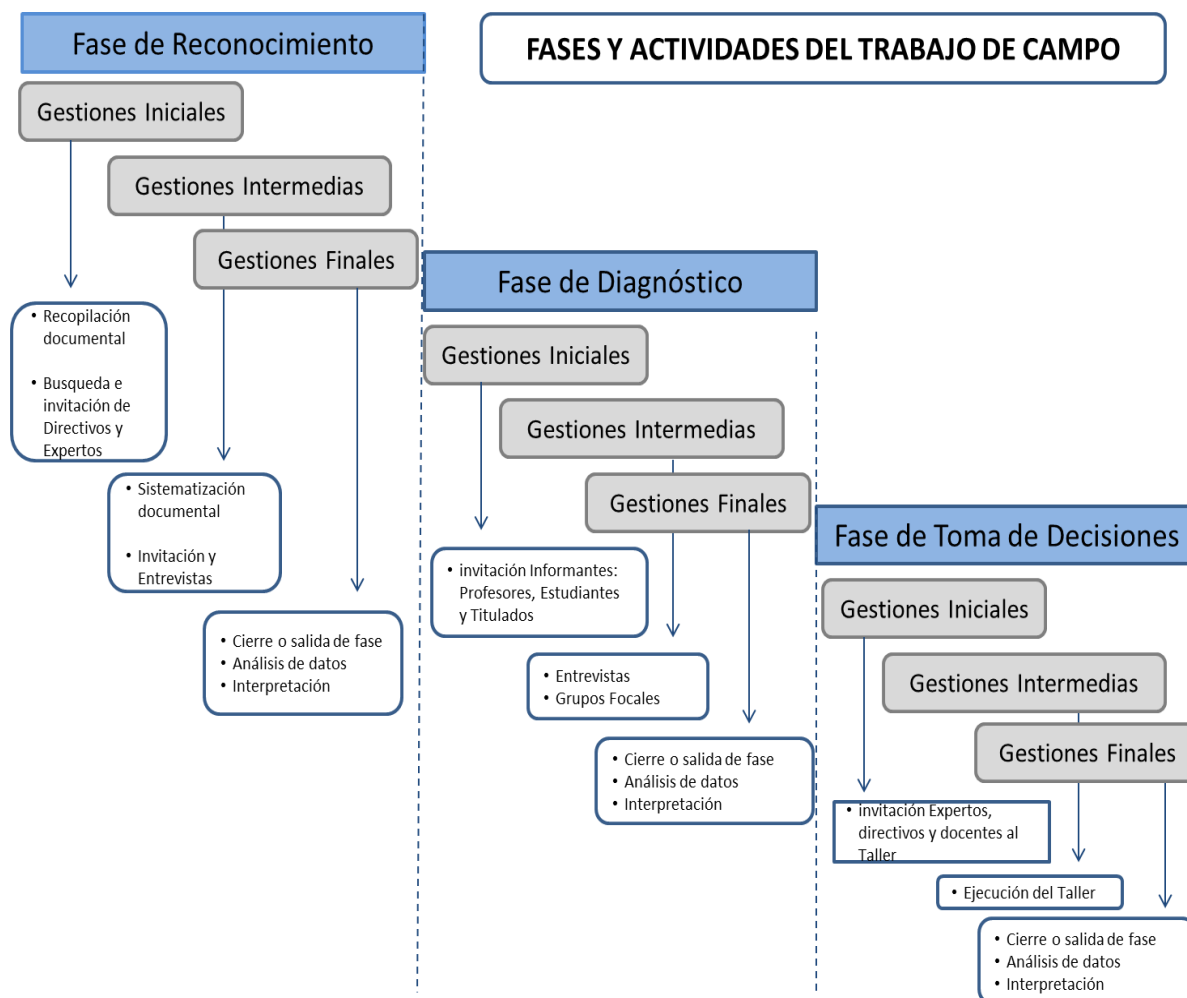 Fase de Reconocimiento
FASES Y ACTIVIDADES DEL TRABAJO DE CAMPO
Gestiones Iniciales
Gestiones Intermedias
Gestiones Finales
• Recopilación
documental
• Busqueda e
invitación de
Directivos y
Expertos
• Sistematización
documental
• Invitación y
Entrevistas
• Cierre o salida de fase
• Análisis de datos
• Interpretación
Fase de Diagnóstico
Gestiones Iniciales
Gestiones Intermedias
Gestiones Finales
• invitación Informantes:
Profesores, Estudiantes
y Titulados
• Entrevistas
• Grupos Focales
• Cierre o salida de fase
• Análisis de datos
• Interpretación
Fase de Toma de Decisiones
Gestiones Iniciales
Gestiones Intermedias
Gestiones Finales
• invitación Expertos,
directivos y docentes al
Taller
• Ejecución del Taller
• Cierre o salida de fase
• Análisis de datos
• Interpretación